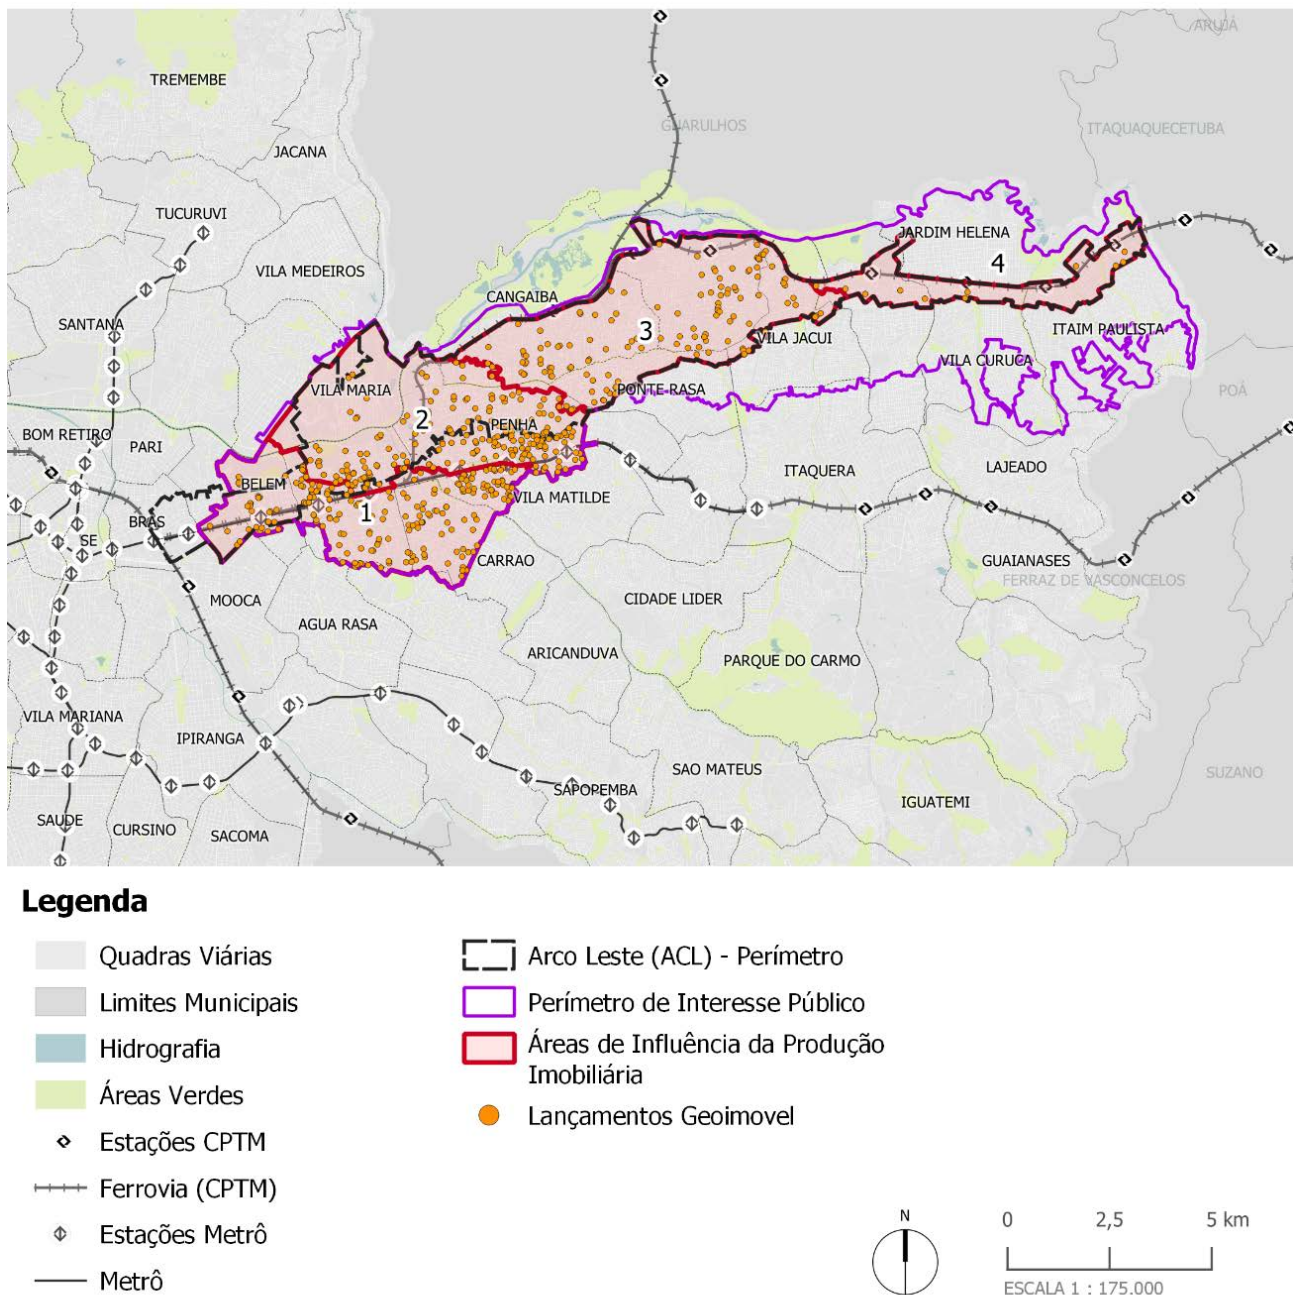 ARUJÁ
TREMEMBE
GUARULHOS
ITAQUAQUECETUBA
JACANA
TUCURUVI
JARDIM HELENA
VILA MEDEIROS
4
CANGAIBA
SANTANA
3
ITAIM PAULISTA
VILA JACUI
VILA CURUCA
VILA MARIA
PONTE RASA
POÁ
2
PENHA
BOM RETIRO
PARI
ITAQUERA
LAJEADO
BELEM
VILA MATILDE
1
BRAS
SE
CARRAO
GUAIANASES
FERRAZ DE VASCONCELOS
MOOCA
CIDADE LIDER
AGUA RASA
ARICANDUVA
PARQUE DO CARMO
VILA MARIANA
IPIRANGA
SAO MATEUS
SUZANO
SAPOPEMBA
IGUATEMI
SAUDE
CURSINO
SACOMA
Legenda
Quadras Viárias
Limites Municipais
Hidrografia
Áreas Verdes
Estações CPTM
Ferrovia (CPTM)
Estações Metrô
Metrô
Arco Leste (ACL) - Perímetro
Perímetro de Interesse Público
Áreas de Influência da Produção
Imobiliária
Lançamentos Geoimovel
N
0 2,5 5 km
ESCALA 1 : 175.000